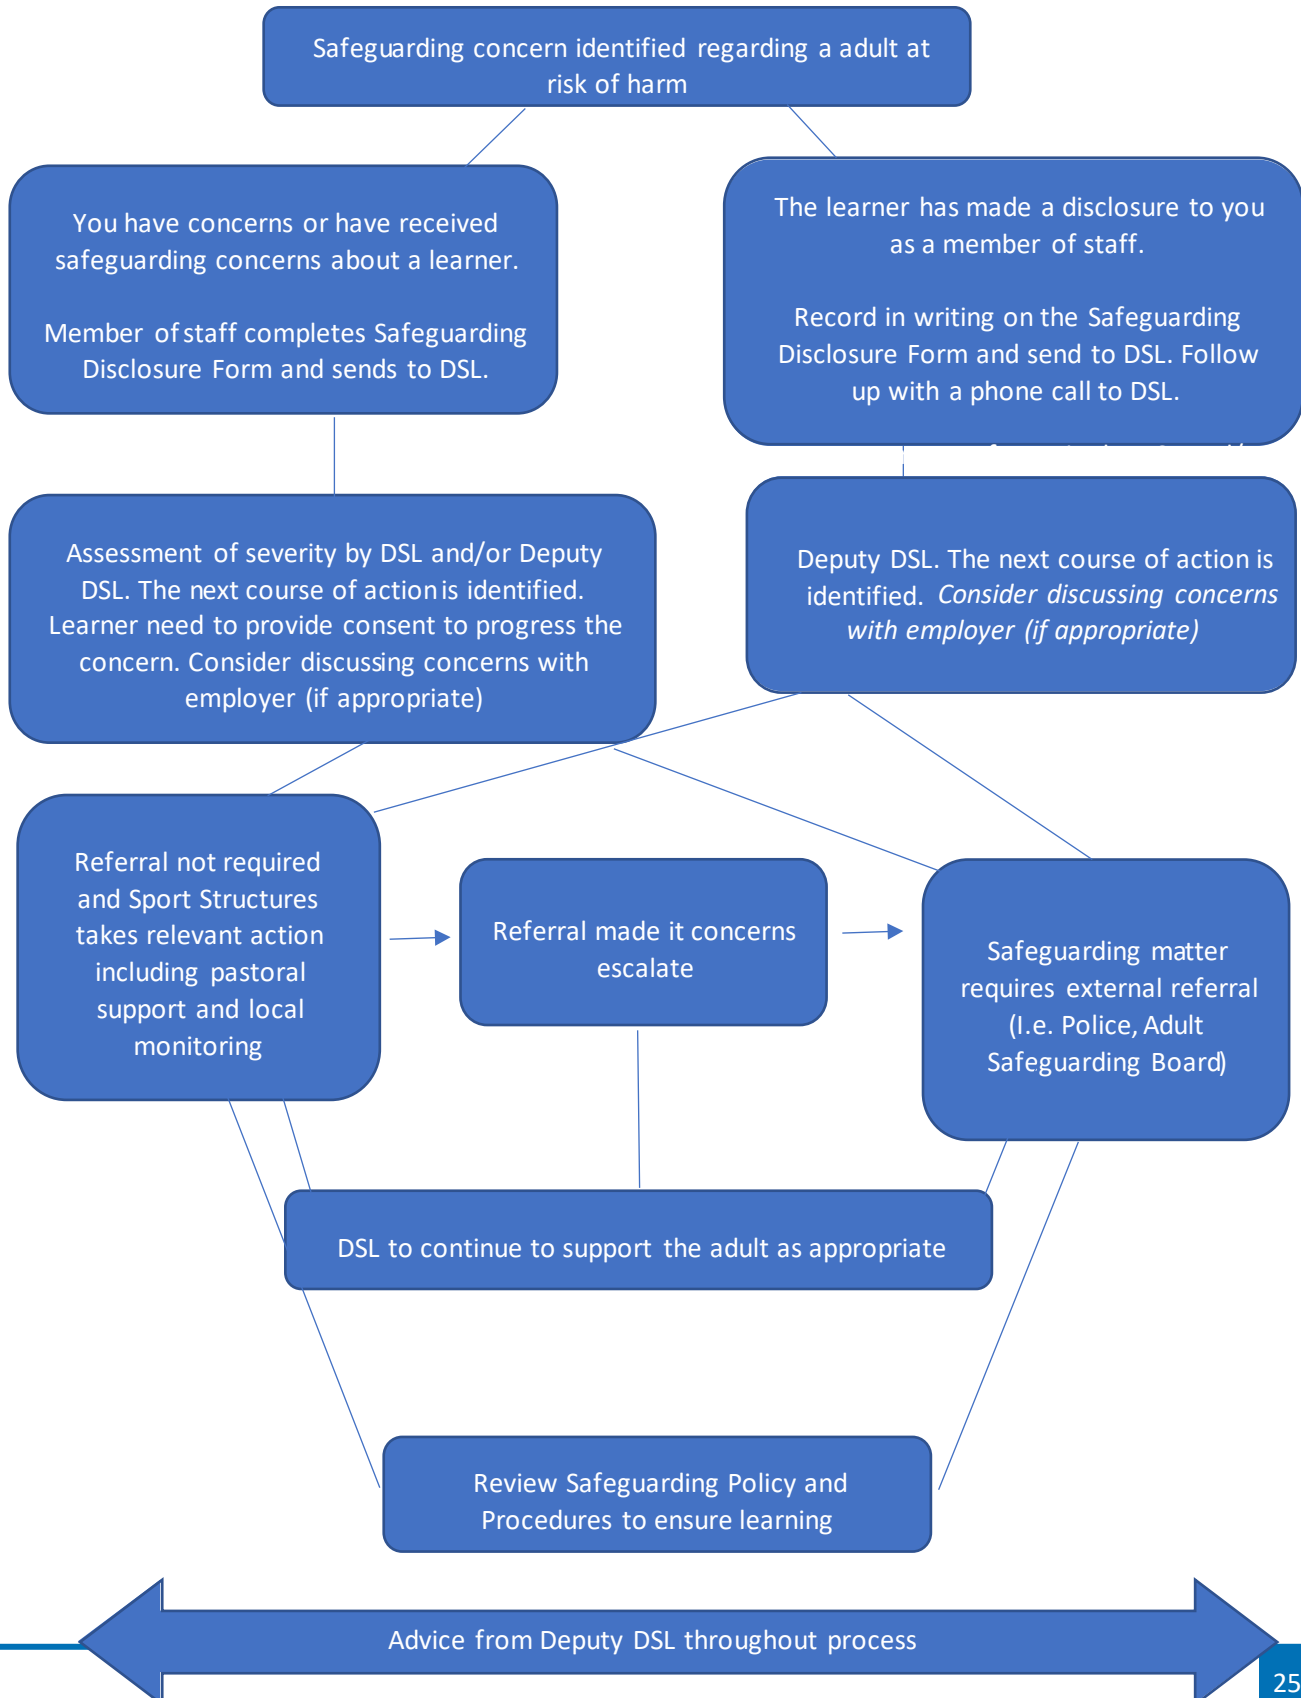 Safeguarding concern identified regarding a adult at
risk of harm
You have concerns or have received
safeguarding concerns about a learner.
Member of staff completes Safeguarding
Disclosure Form and sends to DSL.
The learner has made a disclosure to you
as a member of staff.
Record in writing on the Safeguarding
Disclosure Form and send to DSL. Follow
up with a phone call to DSL.
Assessment of severity by DSL and/or Deputy
DSL. The next course of action is identified.
Learner need to provide consent to progress the
concern. Consider discussing concerns with
employer (if appropriate)
Deputy DSL. The next course of action is
identified. Consider discussing concerns
with employer (if appropriate)
Referral not required
and Sport Structures
takes relevant action
including pastoral
support and local
monitoring
Referral made it concerns
escalate
Safeguarding matter
requires external referral
(I.e. Police, Adult
Safeguarding Board)
DSL to continue to support the adult as appropriate
Review Safeguarding Policy and
Procedures to ensure learning
Advice from Deputy DSL throughout process
25